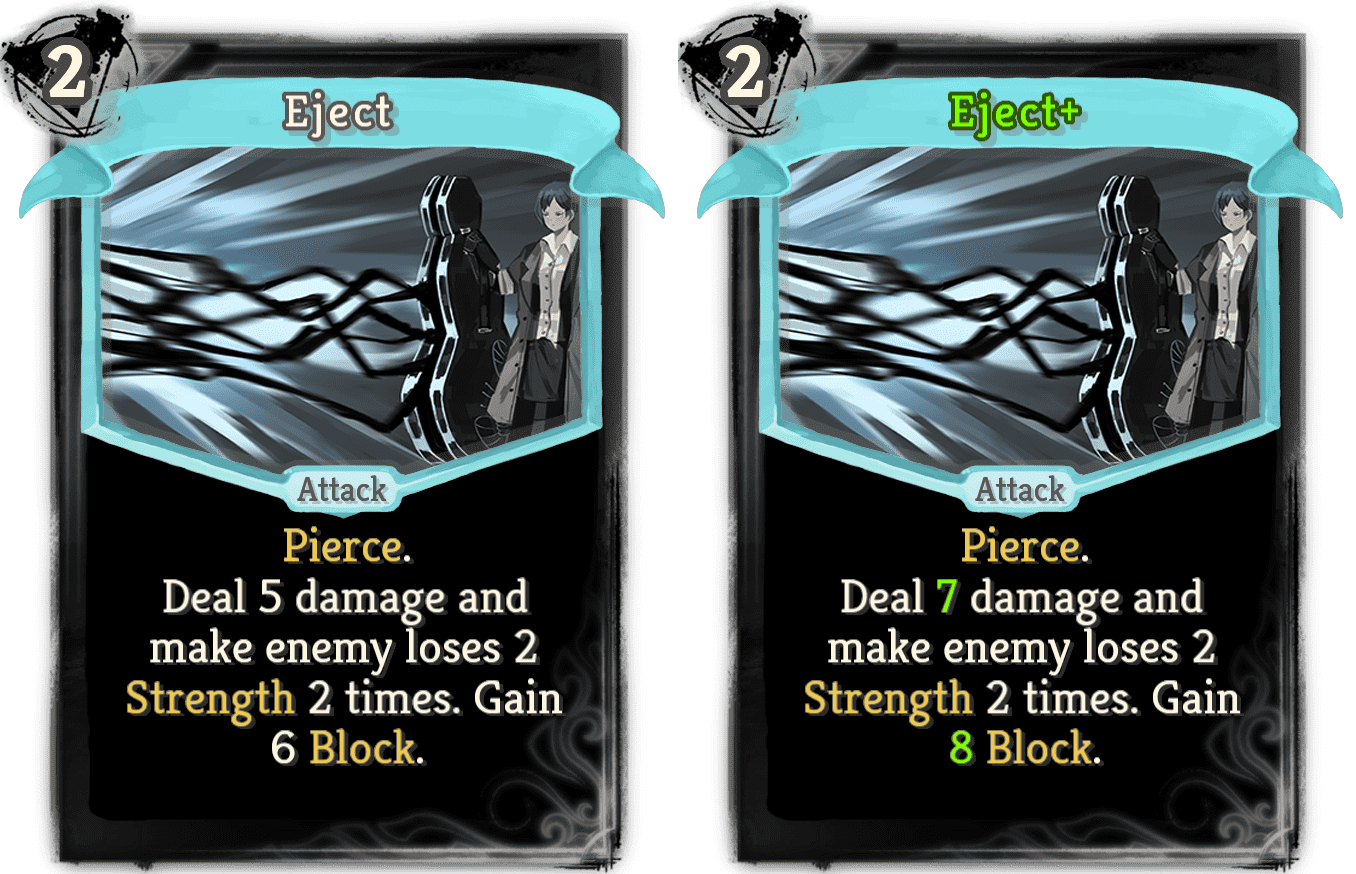 2
Eject
Attack
Pierce.
Deal 5 damage and
make enemy loses 2
Strength 2 times. Gain
6 Block.
2
Eject+
Attack
Pierce.
Deal 7 damage and
make enemy loses 2
Strength 2 times. Gain
8 Block.